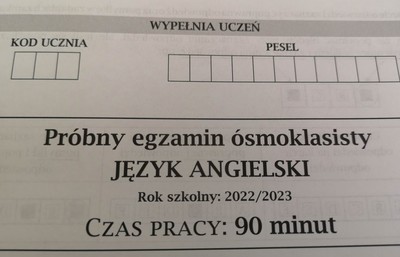 WYPEŁNIA UCZEŃ
KOD UCZNIA PESEL
Próbny egzamin ósmoklasisty
JĘZYK ANGIELSKI
Rok szkolny: 2022/2023
CZAS PRACY: 90 minut